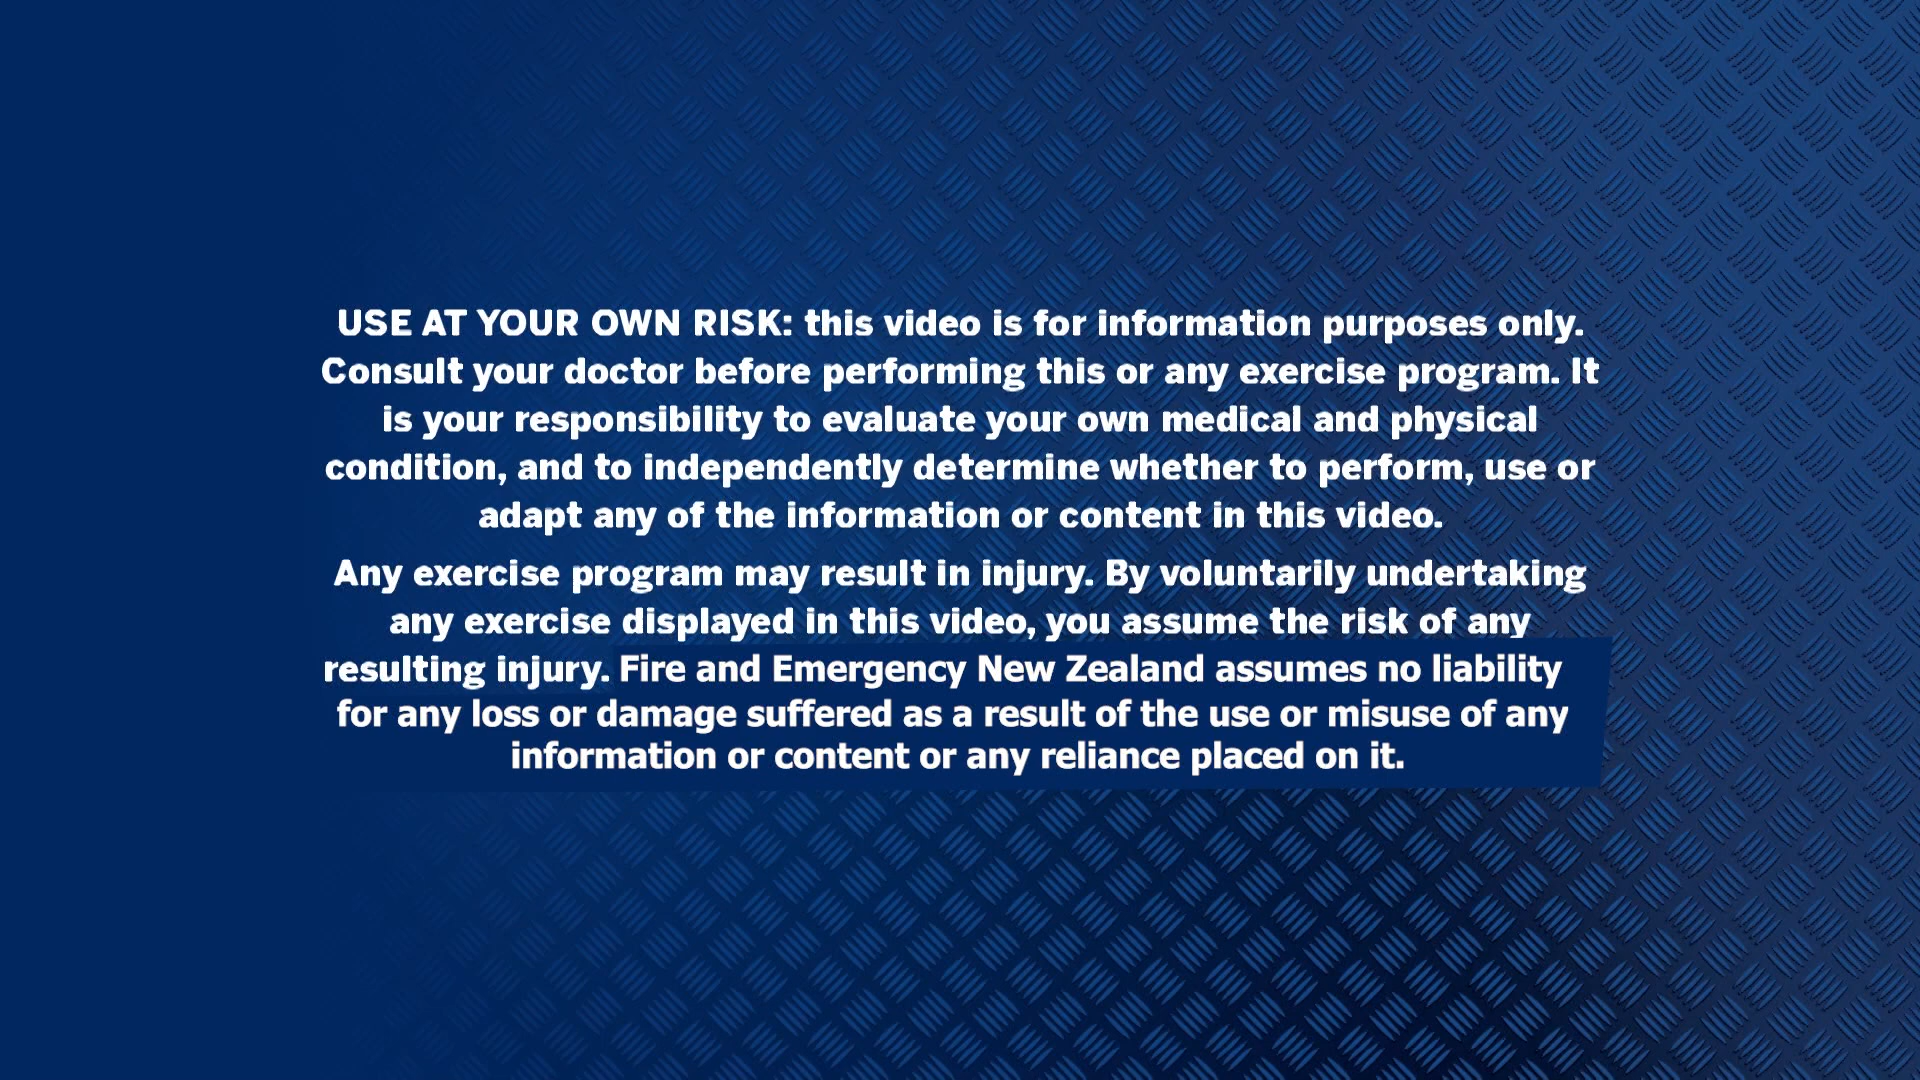 USE AT YOUR OWN RISK: this video is for information purposes only.
Consult your doctor before performing this or any exercise program. It
is your responsibility to evaluate your own medical and physical
condition, and to independently determine whether to perform, use or
adapt any of the information or content in this video.
Any exercise program may result in injury. By voluntarily undertaking
any exercise displayed in this video, you assume the risk of any
resulting injury. Fire and Emergency New Zealand assumes no liability
for any loss or damage suffered as a result of the use or misuse of any
information or content or any reliance placed on it.